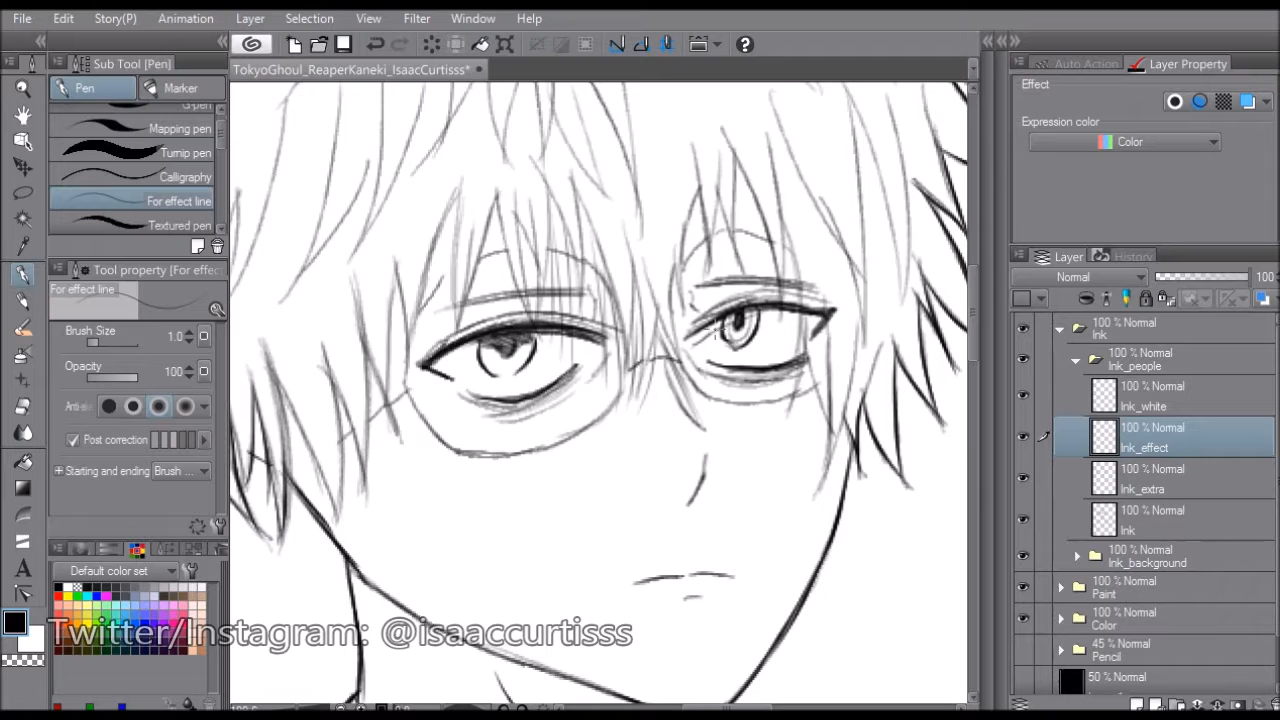 File Edit Story(P) Animation Layer Selection View Filter Window Help
Sub Tool [Pen]
TokyoGhoul_ReaperKaneki_IsaacCurtisss*
Auto Action Layer Property
Pen Marker
Effect
G-pen
Mapping pen
Expression color
Turnip pen
Color
Calligraphy
For effect line
Textured pen
Layer History
Tool property [For effec
Normal 100
For effect line
100 % Normal
Ink
Brush Size 1.0
100 % Normal
Ink_people
Opacity 100
100 % Normal
Ink_white
Anti-
100 % Normal
Ink_effect
Post correction
Starting and ending Brush ...
100 % Normal
Ink_extra
100 % Normal
Ink
100 % Normal
Ink_background
Default color set
100 % Normal
Paint
100 % Normal
Color
Twitter/Instagram: @isaaccurtisss
45 % Normal
Pencil
50 % Normal